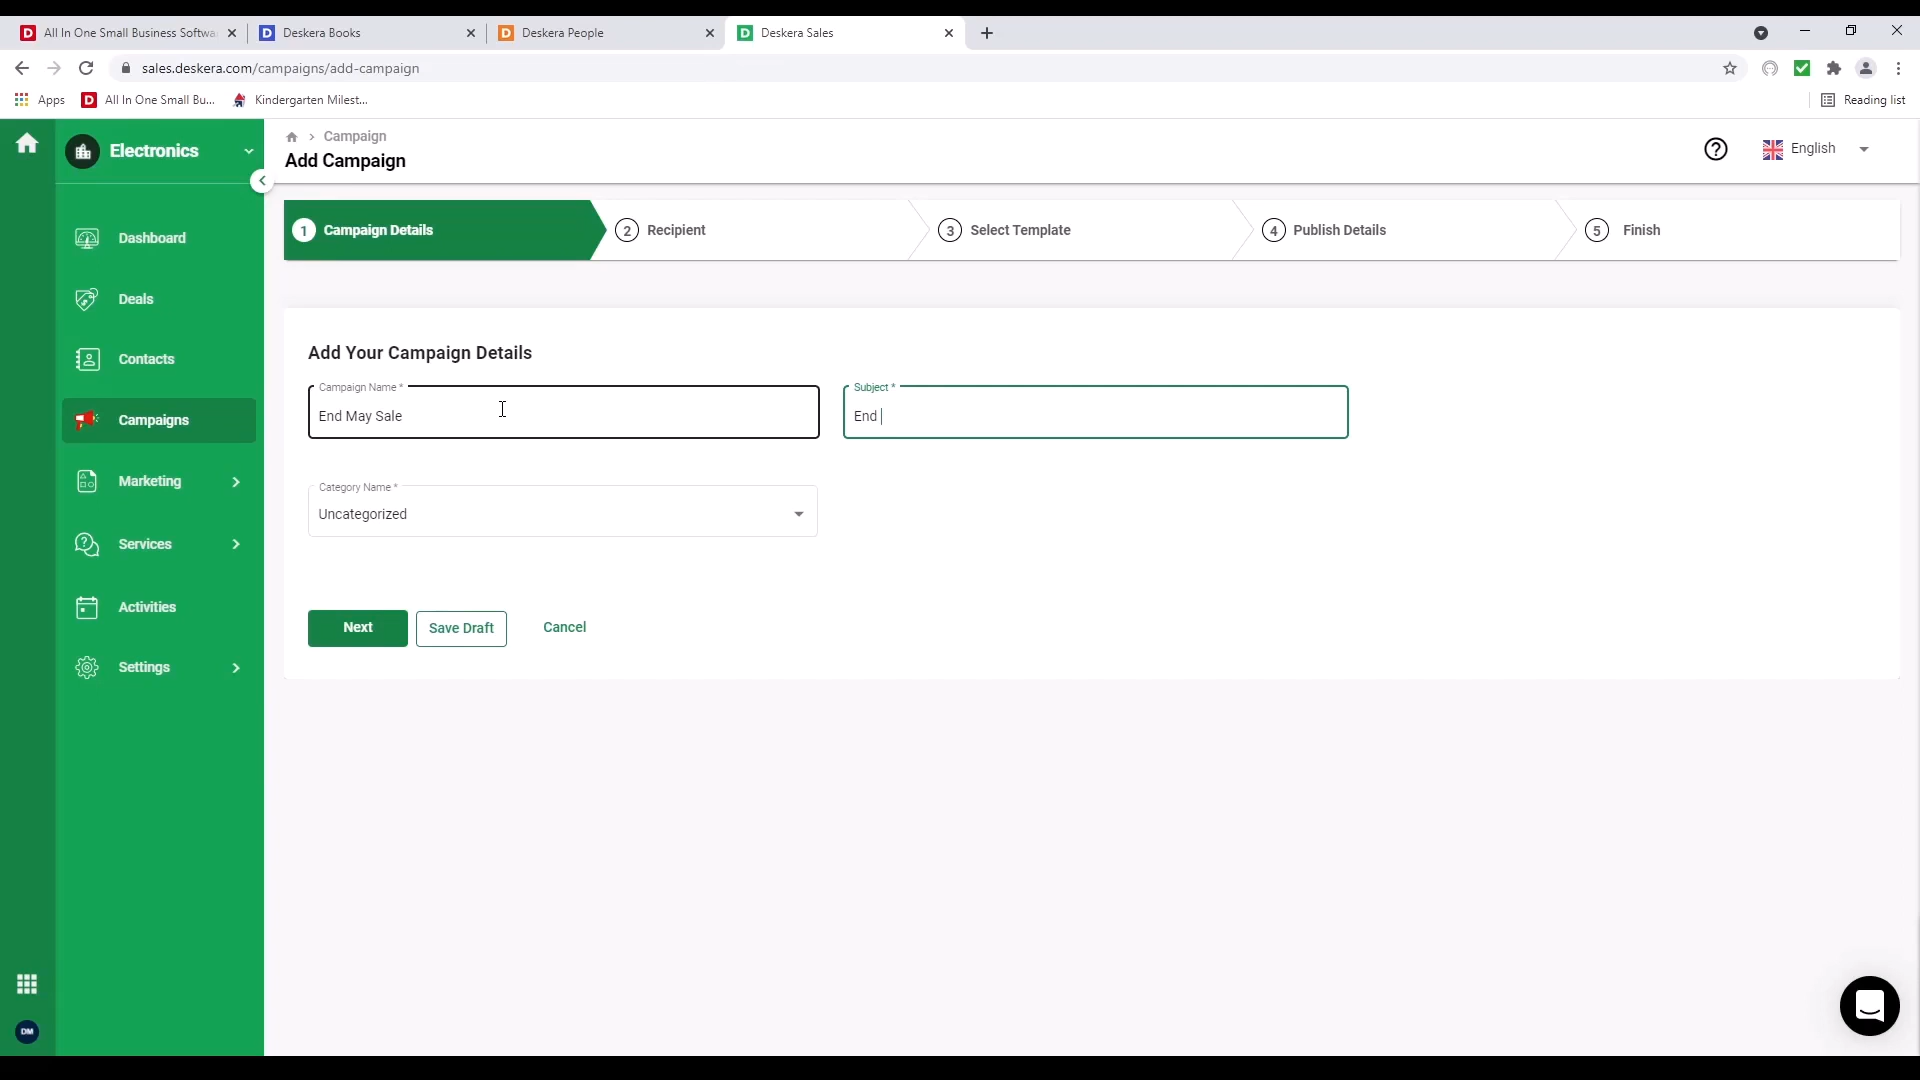 All In One Small Business Softwa
Deskera Books
Deskera People
Deskera Sales
sales.deskera.com/campaigns/add-campaign
Apps
All In One Small Bu...
Kindergarten Milest...
Reading list
Electronics
Campaign
Add Campaign
English
1 Campaign Details
2 Recipient
3 Select Template
4 Publish Details
5 Finish
Dashboard
Deals
Contacts
Campaigns
Marketing
Services
Activities
Settings
Add Your Campaign Details
Campaign Name *
End May Sale
Subject *
End
Category Name *
Uncategorized
Next
Save Draft
Cancel
DM